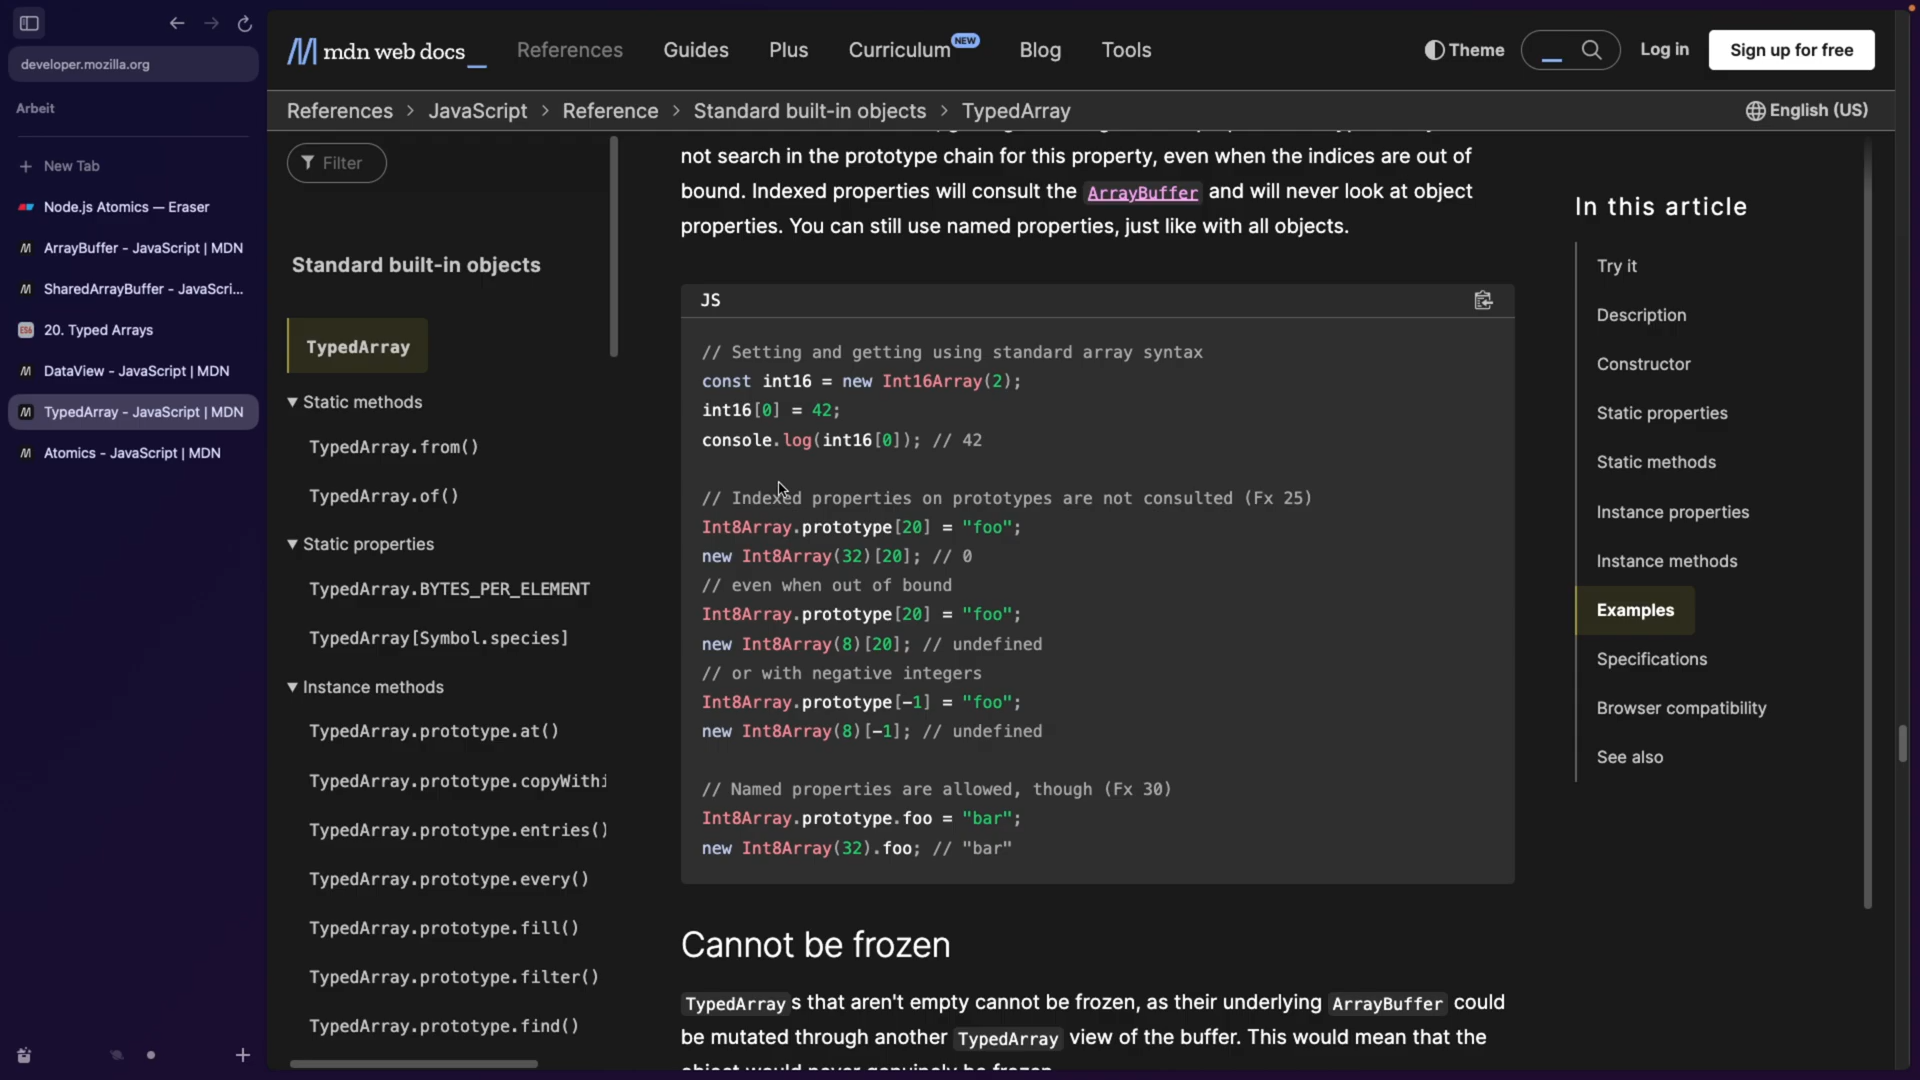 developer.mozilla.org
Arbeit
New Tab
Node.js Atomics — Eraser
ArrayBuffer - JavaScript | MDN
SharedArrayBuffer - JavaScri...
20. Typed Arrays
DataView - JavaScript | MDN
TypedArray - JavaScript | MDN
Atomics - JavaScript | MDN
mdn web docs_
References
Guides
Plus
Curriculum NEW
Blog
Tools
Theme
Log in
Sign up for free
References > JavaScript > Reference > Standard built-in objects > TypedArray
English (US)
Filter
Standard built-in objects
TypedArray
Static methods
TypedArray.from()
TypedArray.of()
Static properties
TypedArray.BYTES_PER_ELEMENT
TypedArray[Symbol.species]
Instance methods
TypedArray.prototype.at()
TypedArray.prototype.copyWithi
TypedArray.prototype.entries()
TypedArray.prototype.every()
TypedArray.prototype.fill()
TypedArray.prototype.filter()
TypedArray.prototype.find()
not search in the prototype chain for this property, even when the indices are out of
bound. Indexed properties will consult the ArrayBuffer and will never look at object
properties. You can still use named properties, just like with all objects.
JS
// Setting and getting using standard array syntax
const int16 = new Int16Array(2);
int16[0] = 42;
console.log(int16[0]); // 42
// Indexed properties on prototypes are not consulted (Fx 25)
Int8Array.prototype[20] = "foo";
new Int8Array(32)[20]; // 0
// even when out of bound
Int8Array.prototype[20] = "foo";
new Int8Array(8)[20]; // undefined
// or with negative integers
Int8Array.prototype[-1] = "foo";
new Int8Array(8)[-1]; // undefined
// Named properties are allowed, though (Fx 30)
Int8Array.prototype.foo = "bar";
new Int8Array(32).foo; // "bar"
Cannot be frozen
TypedArrays that aren't empty cannot be frozen, as their underlying ArrayBuffer could
be mutated through another TypedArray view of the buffer. This would mean that the
object would never genuinely be frozen.
In this article
Try it
Description
Constructor
Static properties
Static methods
Instance properties
Instance methods
Examples
Specifications
Browser compatibility
See also